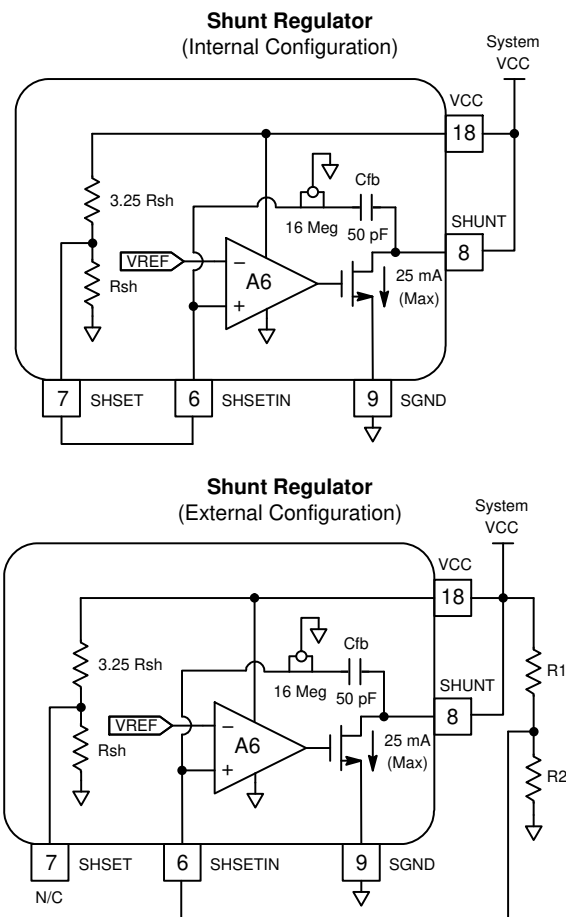 Shunt Regulator
(Internal Configuration)
System
VCC
VCC
18
3.25 Rsh
Cfb
16 Meg
50 pF
SHUNT
8
VREF
−
A6
+
25 mA
(Max)
Rsh
7
SHSET
6
SHSETIN
9
SGND
Shunt Regulator
(External Configuration)
System
VCC
VCC
18
3.25 Rsh
Cfb
16 Meg
50 pF
SHUNT
8
R1
VREF
−
A6
+
25 mA
(Max)
Rsh
R2
7
SHSET
6
SHSETIN
9
SGND
N/C